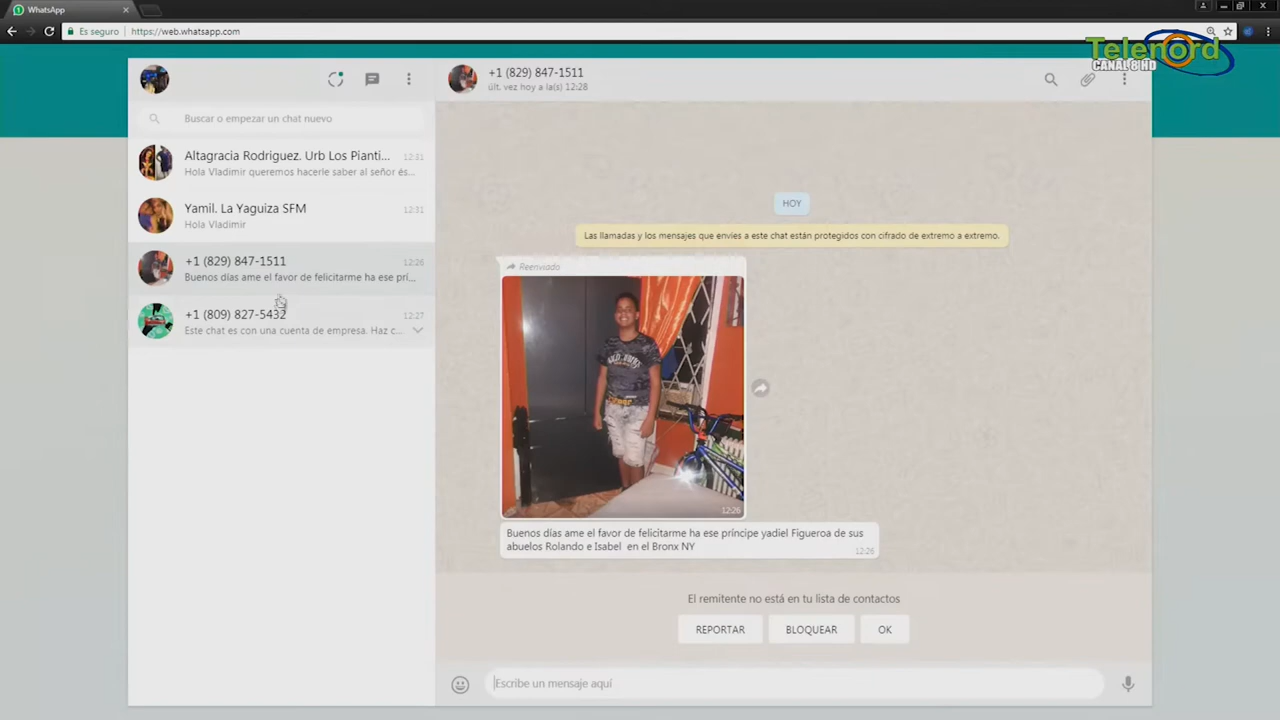 WhatsApp
Es seguro
https://web.whatsapp.com
Telenord
CANAL 8 HD
+1 (829) 847-1511
últ. vez hoy a la(s) 12:28
Buscar o empezar un chat nuevo
Altagracia Rodriguez. Urb Los Pianti...
12:31
Hola Vladimir queremos hacerle saber al señor és...
Yamil. La Yaguiza SFM
12:31
Hola Vladimir
+1 (829) 847-1511
12:26
Buenos días ame el favor de felicitarme ha ese prí...
+1 (809) 827-5432
12:27
Este chat es con una cuenta de empresa. Haz c...
HOY
Las llamadas y los mensajes que envíes a este chat están protegidos con cifrado de extremo a extremo.
Reenviado
12:26
Buenos días ame el favor de felicitarme ha ese príncipe yadiel Figueroa de sus
abuelos Rolando e Isabel en el Bronx NY
12:26
El remitente no está en tu lista de contactos
REPORTAR
BLOQUEAR
OK
Escribe un mensaje aquí